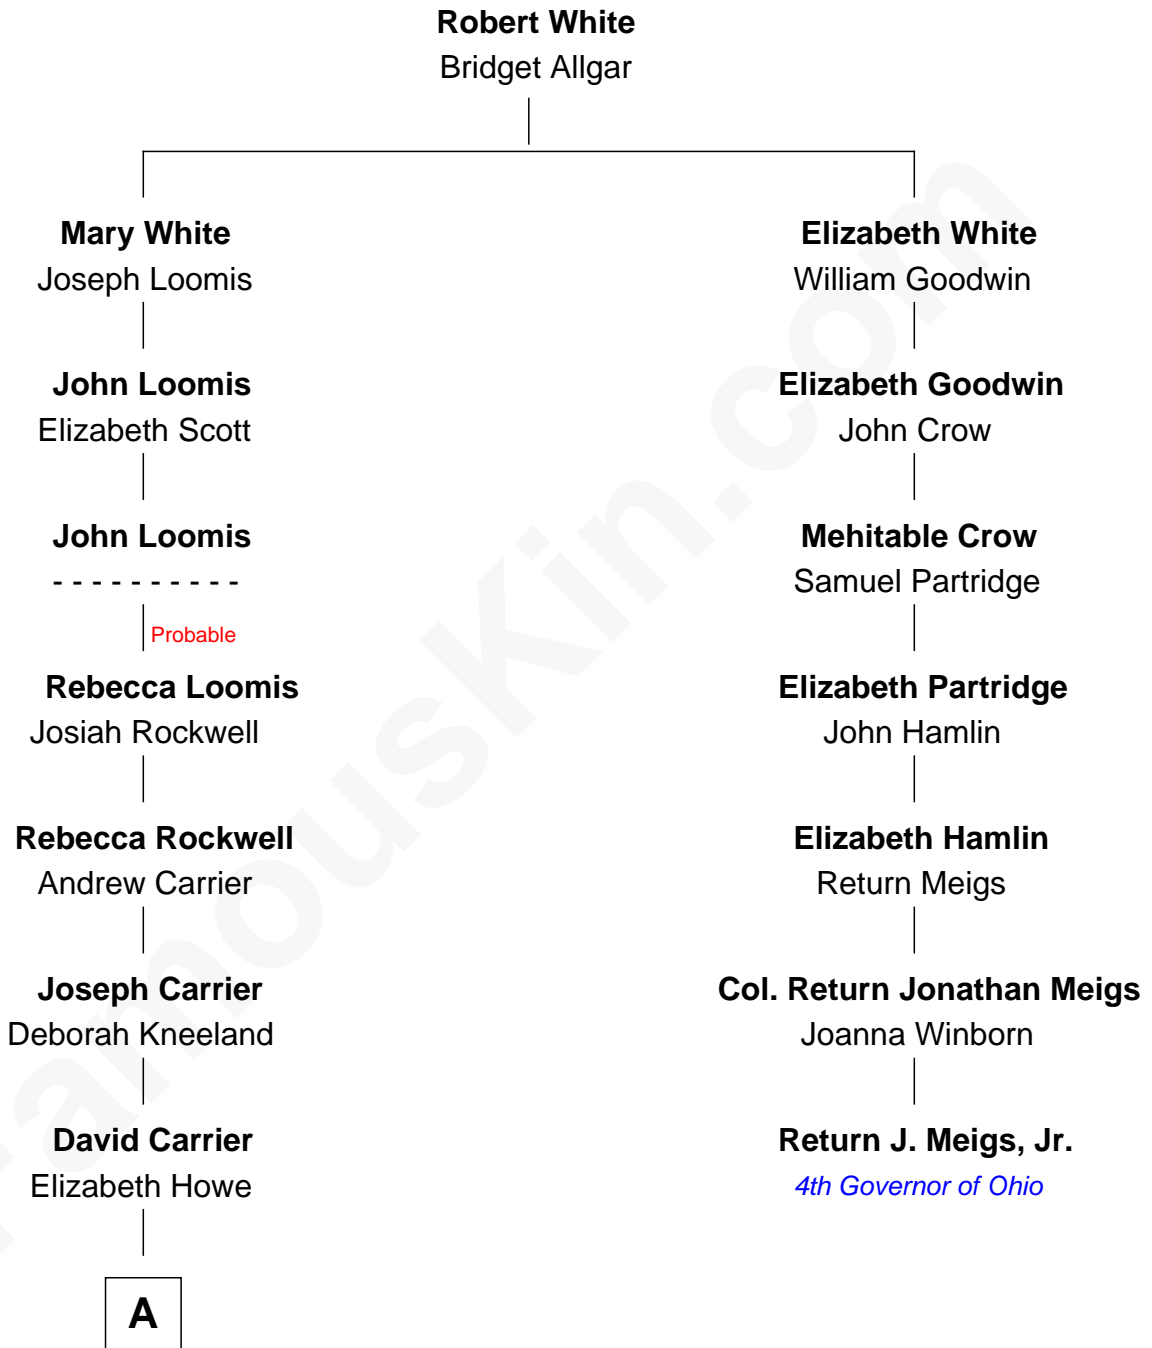 Robert White
Bridget Allgar
Mary White
Joseph Loomis
John Loomis
Elizabeth Scott
John Loomis
- - - - - - - - - -
Probable
Rebecca Loomis
Josiah Rockwell
Rebecca Rockwell
Andrew Carrier
Joseph Carrier
Deborah Kneeland
David Carrier
Elizabeth Howe
A
Elizabeth White
William Goodwin
Elizabeth Goodwin
John Crow
Mehitable Crow
Samuel Partridge
Elizabeth Partridge
John Hamlin
Elizabeth Hamlin
Return Meigs
Col. Return Jonathan Meigs
Joanna Winborn
Return J. Meigs, Jr.
4th Governor of Ohio
FamousKin.com